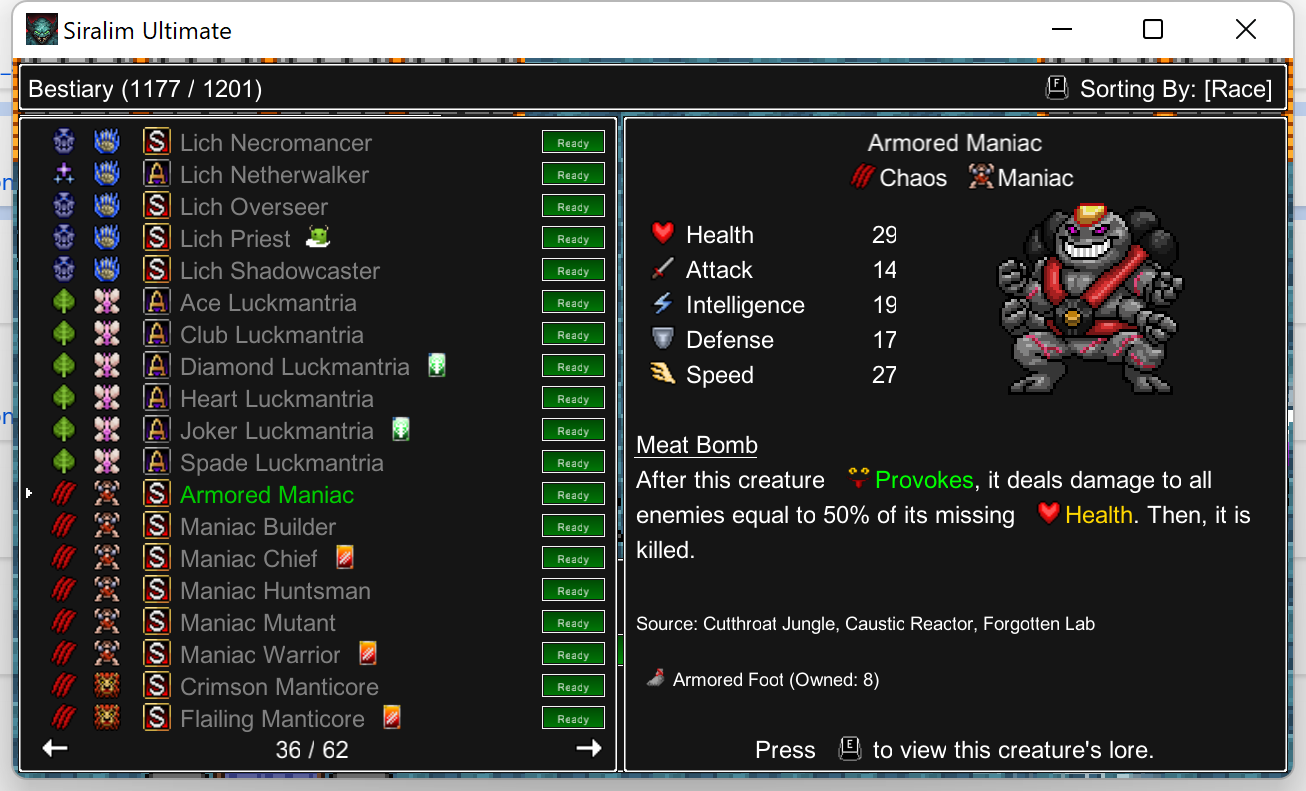 Siralim Ultimate
Bestiary (1177 / 1201)
F Sorting By: [Race]
S Lich Necromancer Ready
A Lich Netherwalker Ready
S Lich Overseer Ready
S Lich Priest Ready
S Lich Shadowcaster Ready
A Ace Luckmantria Ready
A Club Luckmantria Ready
A Diamond Luckmantria Ready
A Heart Luckmantria Ready
A Joker Luckmantria Ready
A Spade Luckmantria Ready
S Armored Maniac Ready
S Maniac Builder Ready
S Maniac Chief Ready
S Maniac Huntsman Ready
S Maniac Mutant Ready
S Maniac Warrior Ready
S Crimson Manticore Ready
S Flailing Manticore Ready
36 / 62
Armored Maniac
Chaos Maniac
Health 29
Attack 14
Intelligence 19
Defense 17
Speed 27
Meat Bomb
After this creature Provokes, it deals damage to all
enemies equal to 50% of its missing Health. Then, it is
killed.
Source: Cutthroat Jungle, Caustic Reactor, Forgotten Lab
Armored Foot (Owned: 8)
Press E to view this creature's lore.